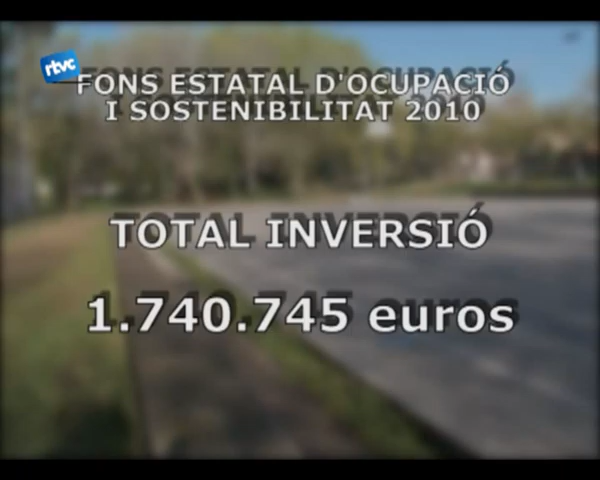 rtvc
FONS ESTATAL D'OCUPACIÓ
I SOSTENIBILITAT 2010
TOTAL INVERSIÓ
1.740.745 euros